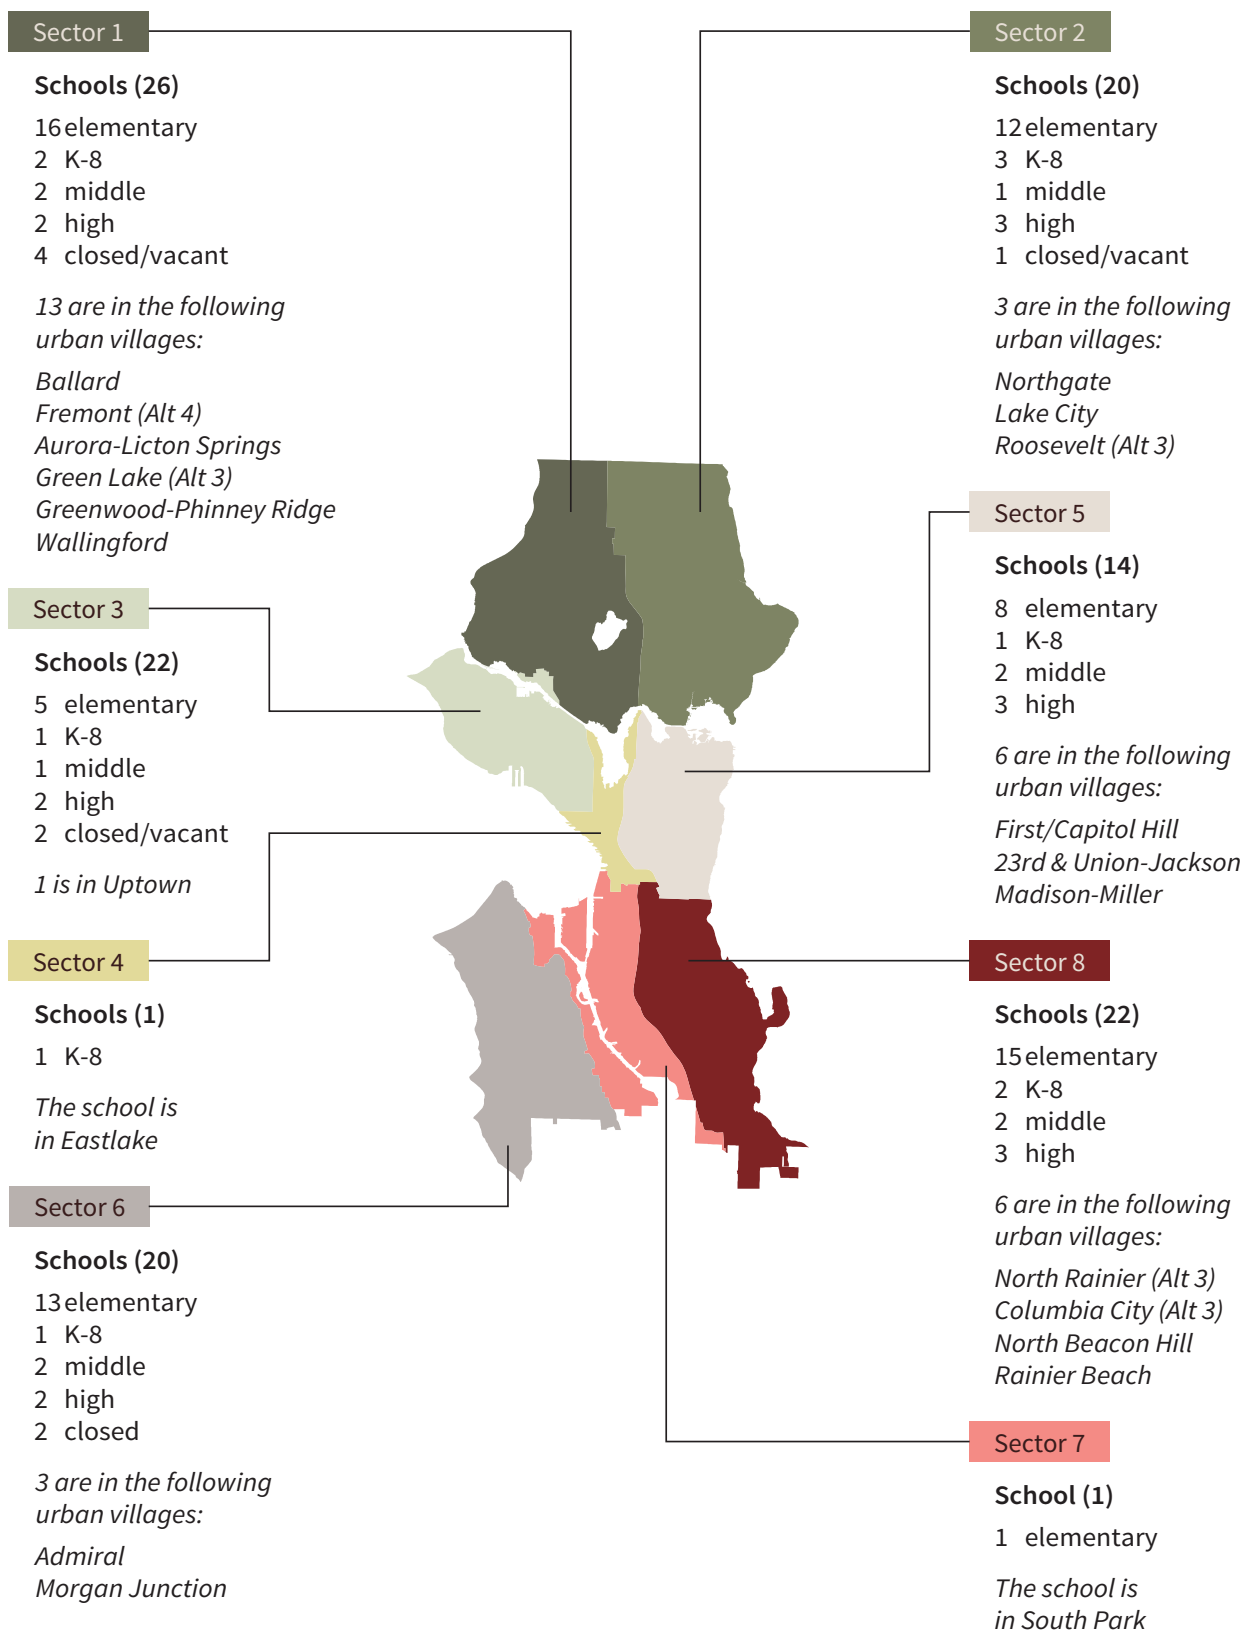 Sector 1
Schools (26)
16 elementary
2 K-8
2 middle
2 high
4 closed/vacant
13 are in the following
urban villages:
Ballard
Fremont (Alt 4)
Aurora-Licton Springs
Green Lake (Alt 3)
Greenwood-Phinney Ridge
Wallingford
Sector 3
Schools (22)
5 elementary
1 K-8
1 middle
2 high
2 closed/vacant
1 is in Uptown
Sector 4
Schools (1)
1 K-8
The school is
in Eastlake
Sector 6
Schools (20)
13 elementary
1 K-8
2 middle
2 high
2 closed
3 are in the following
urban villages:
Admiral
Morgan Junction
Sector 2
Schools (20)
12 elementary
3 K-8
1 middle
3 high
1 closed/vacant
3 are in the following
urban villages:
Northgate
Lake City
Roosevelt (Alt 3)
Sector 5
Schools (14)
8 elementary
1 K-8
2 middle
3 high
6 are in the following
urban villages:
First/Capitol Hill
23rd & Union-Jackson
Madison-Miller
Sector 8
Schools (22)
15 elementary
2 K-8
2 middle
3 high
6 are in the following
urban villages:
North Rainier (Alt 3)
Columbia City (Alt 3)
North Beacon Hill
Rainier Beach
Sector 7
School (1)
1 elementary
The school is
in South Park